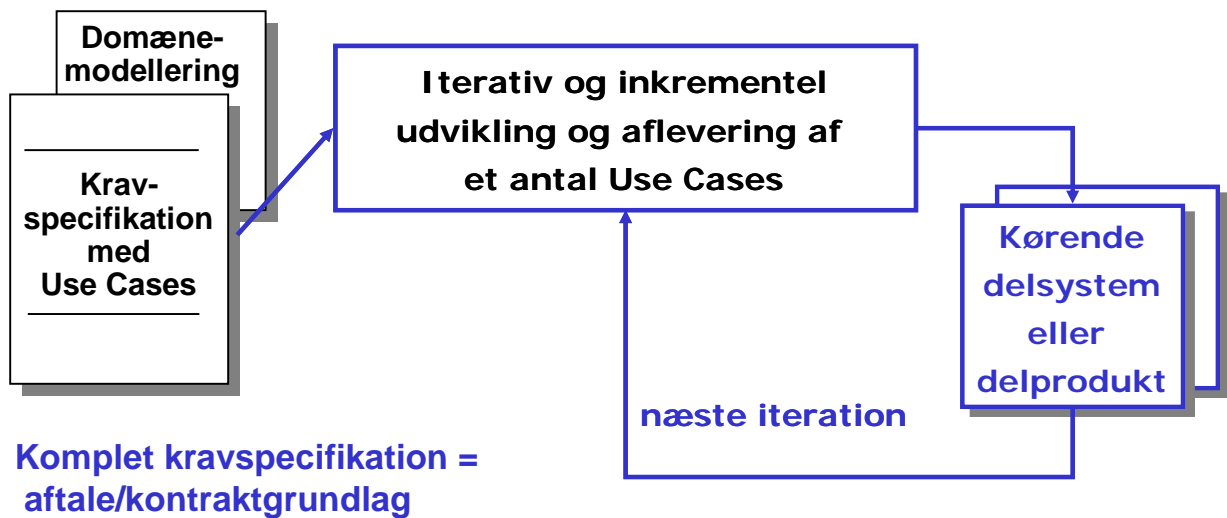 Domæne-
modellering
Krav-
specifikation
med
Use Cases
Iterativ og inkrementel
udvikling og aflevering af
et antal Use Cases
Kørende
delsystem
eller
delprodukt
næste iteration
Komplet kravspecifikation =
aftale/kontraktgrundlag